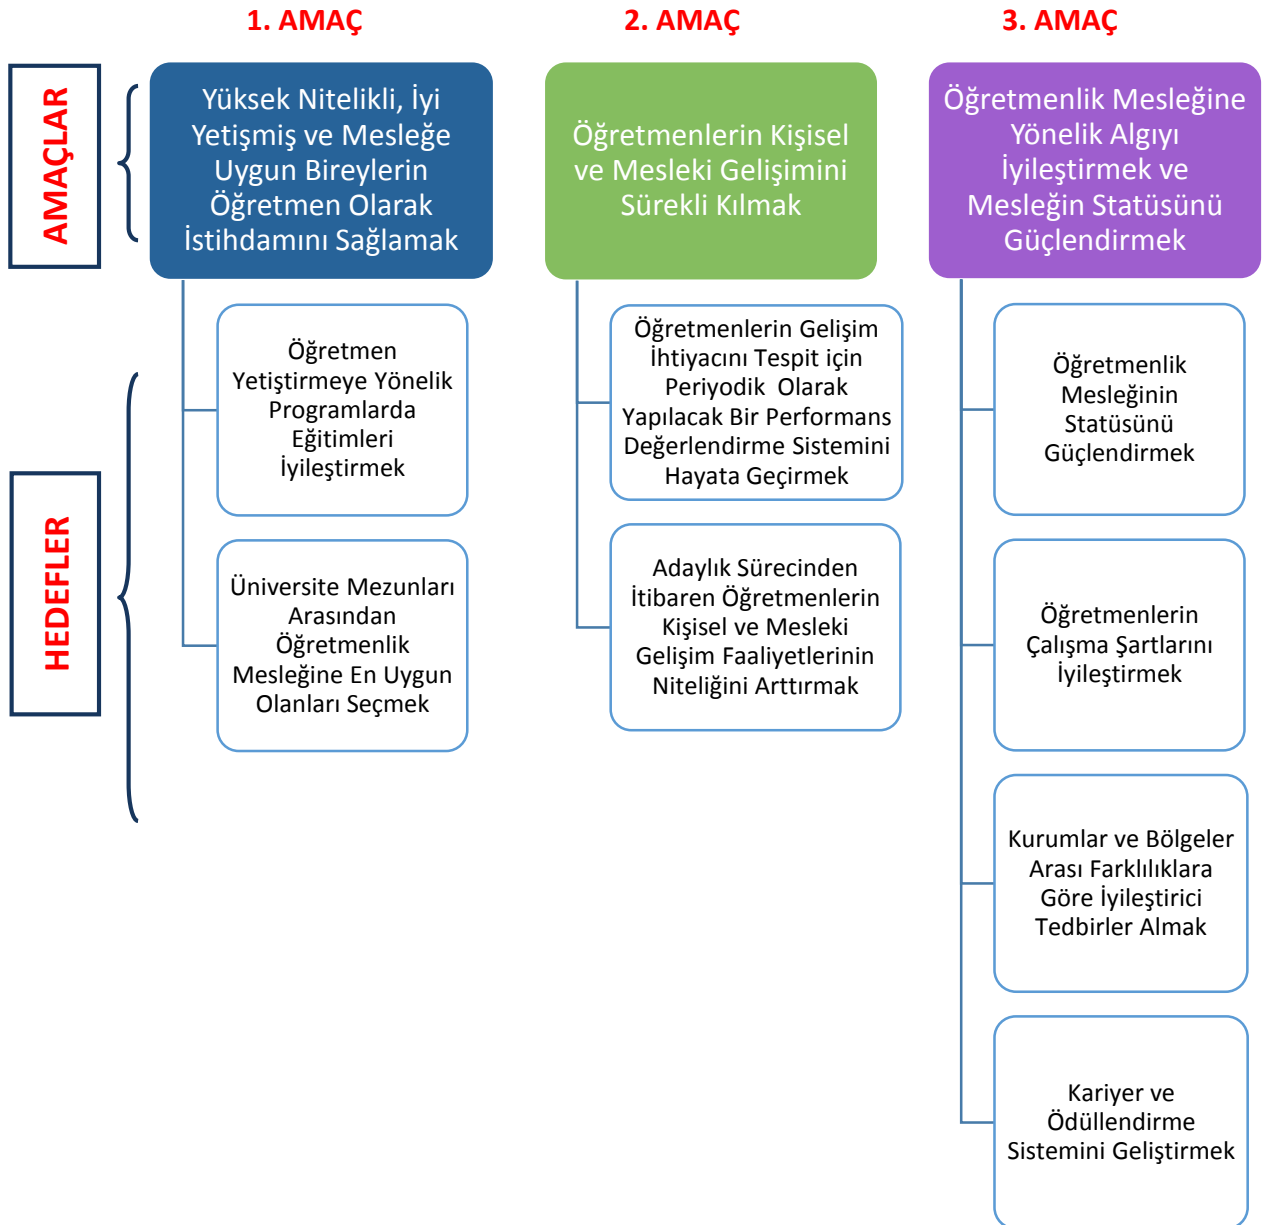 1. AMAÇ
2. AMAÇ
3. AMAÇ
AMAÇLAR
Yüksek Nitelikli, İyi
Yetişmiş ve Mesleğe
Uygun Bireylerin
Öğretmen Olarak
İstihdamını Sağlamak
Öğretmenlerin Kişisel
ve Mesleki Gelişimini
Sürekli Kılmak
Öğretmenlik Mesleğine
Yönelik Algıyı
İyileştirmek ve
Mesleğin Statüsünü
Güçlendirmek
HEDEFLER
Öğretmen
Yetiştirmeye Yönelik
Programlarda
Eğitimleri
İyileştirmek
Üniversite Mezunları
Arasından
Öğretmenlik
Mesleğine En Uygun
Olanları Seçmek
Öğretmenlerin Gelişim
İhtiyacını Tespit için
Periyodik Olarak
Yapılacak Bir Performans
Değerlendirme Sistemini
Hayata Geçirmek
Adaylık Sürecinden
İtibaren Öğretmenlerin
Kişisel ve Mesleki
Gelişim Faaliyetlerinin
Niteliğini Arttırmak
Öğretmenlik
Mesleğinin
Statüsünü
Güçlendirmek
Öğretmenlerin
Çalışma Şartlarını
İyileştirmek
Kurumlar ve Bölgeler
Arası Farklılıklara
Göre İyileştirici
Tedbirler Almak
Kariyer ve
Ödüllendirme
Sistemini Geliştirmek